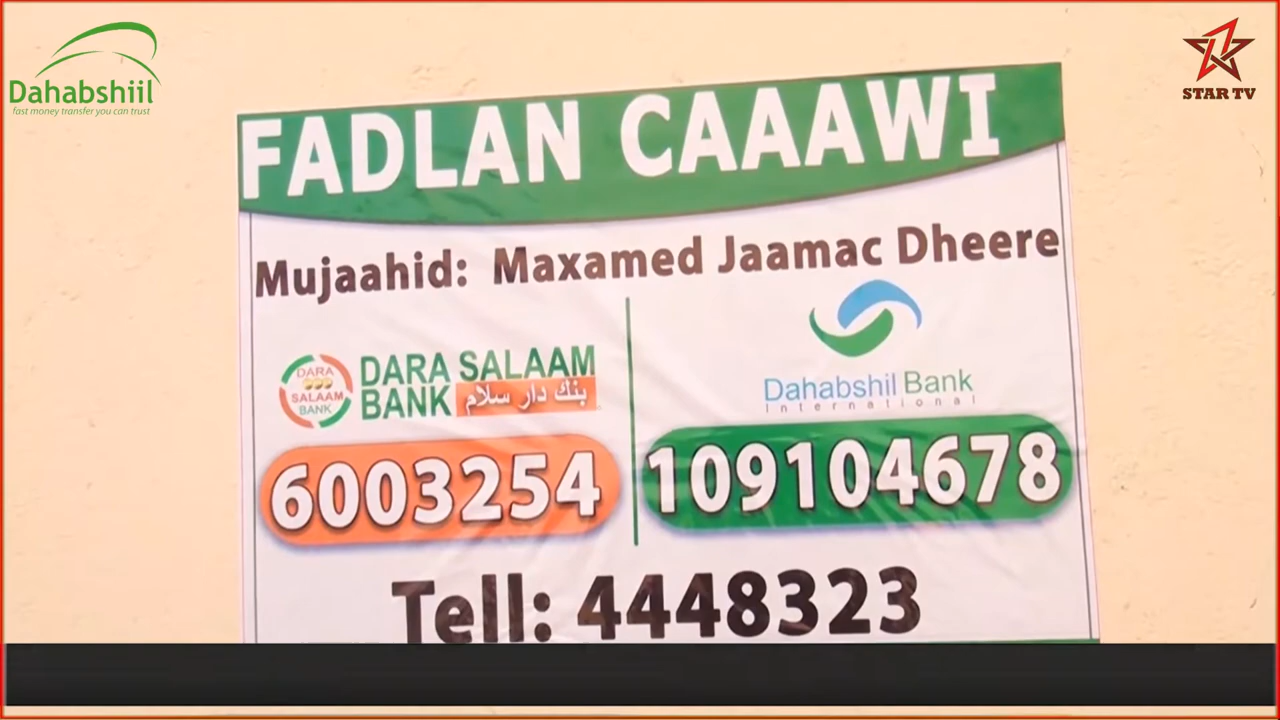 Dahabshiil
fast money transfer you can trust
STAR TV
FADLAN CAAAWI
Mujaahid: Maxamed Jaamac Dheere
DARA
SALAAM
BANK
DARA SALAAM
BANK بنك دار سلام
Dahabshil Bank
International
6003254
109104678
Tell: 4448323